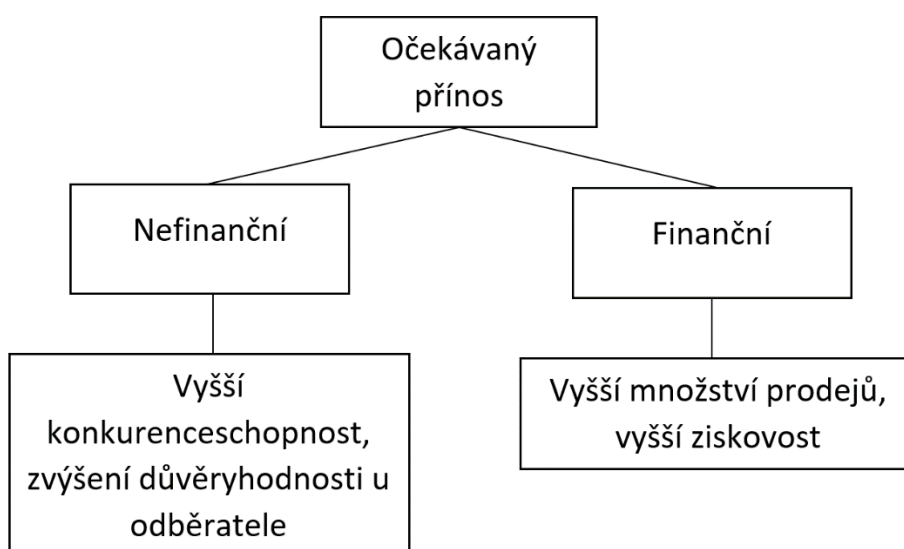 Očekávaný
přínos
Nefinanční
Finanční
Vyšší
konkurenceschopnost,
zvýšení důvěryhodnosti u
odběratele
Vyšší množství prodejů,
vyšší ziskovost